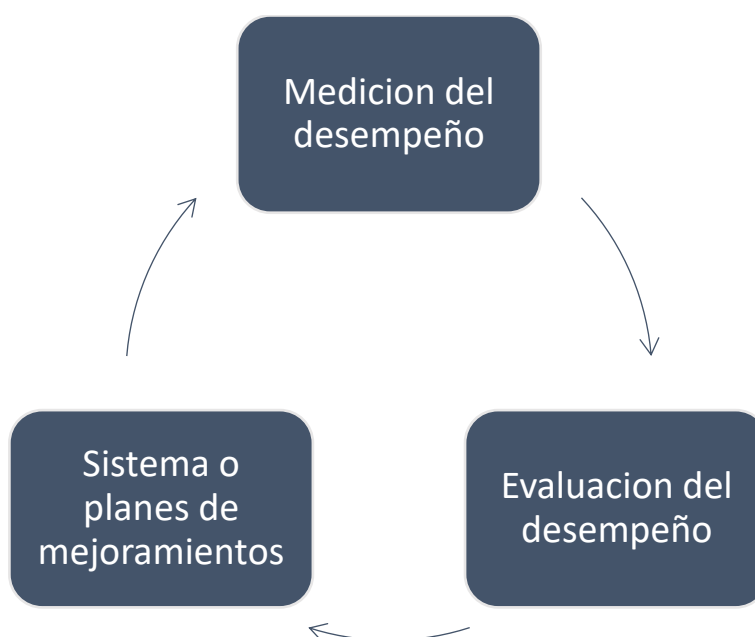 Medicion del
desempeño
Evaluacion del
desempeño
Sistema o
planes de
mejoramientos